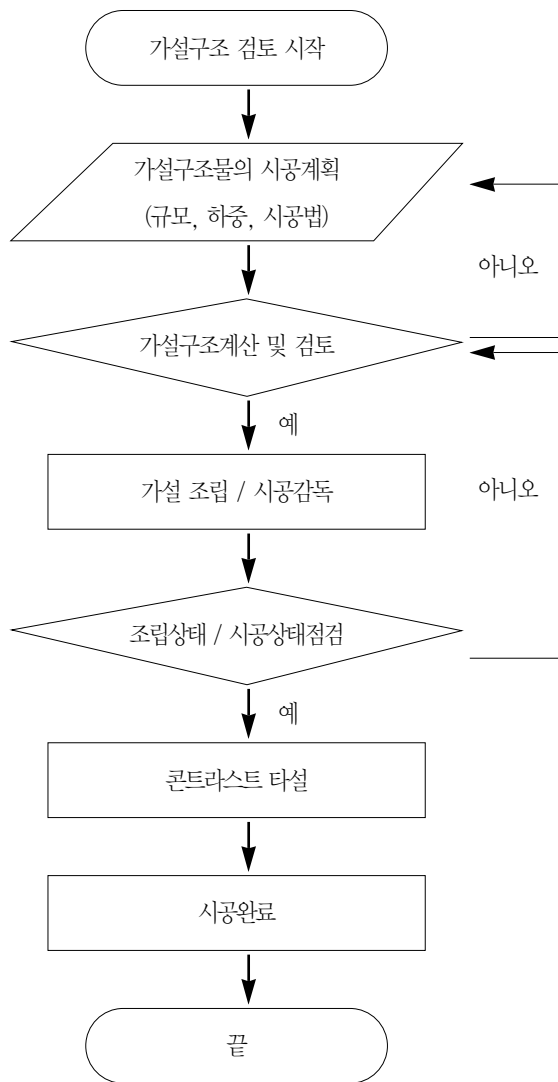 가설구조 검토 시작
가설구조물의 시공계획
(규모, 하중, 시공법)
아니오
가설구조계산 및 검토
예
가설 조립 / 시공감독
아니오
조립상태 / 시공상태점검
예
콘트라스트 타설
시공완료
끝